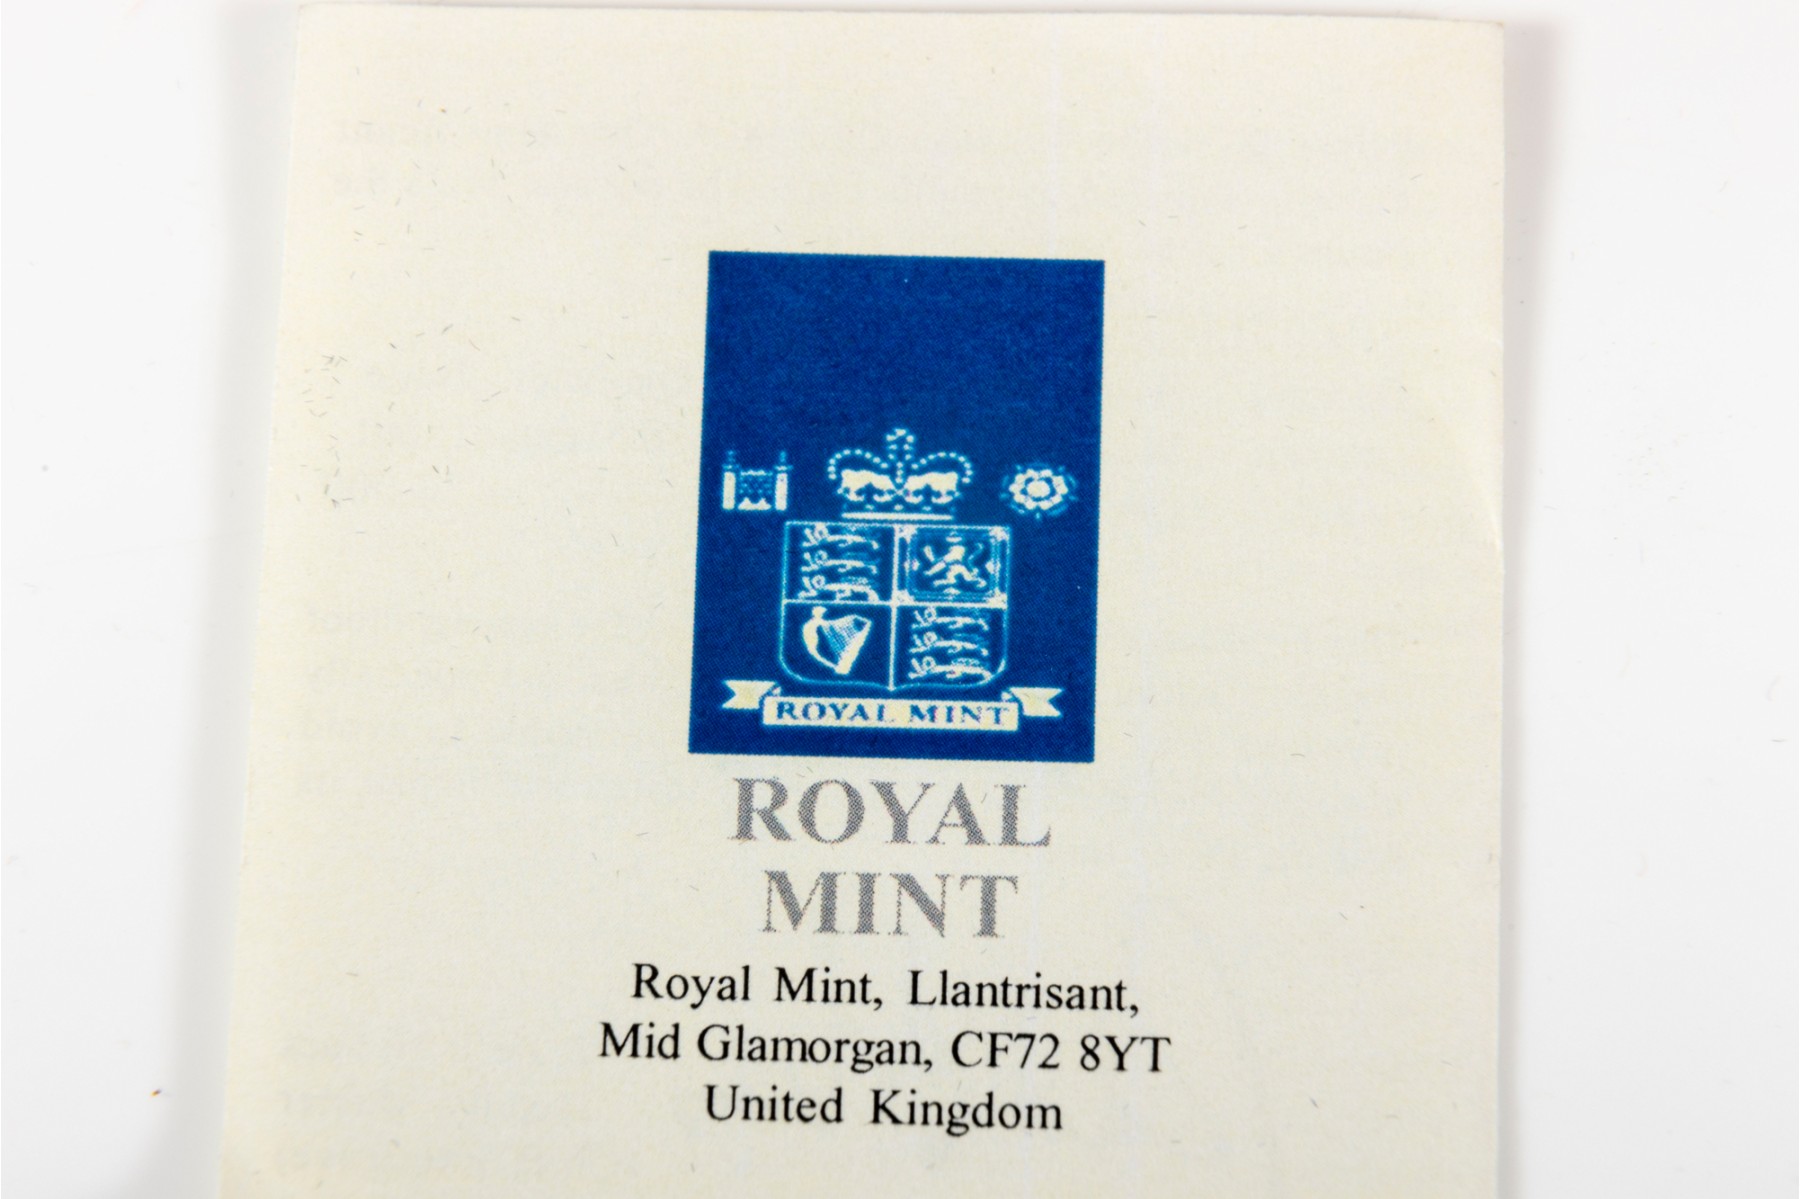 ROYAL MINT
ROYAL
MINT
Royal Mint, Llantrisant,
Mid Glamorgan, CF72 8YT
United Kingdom